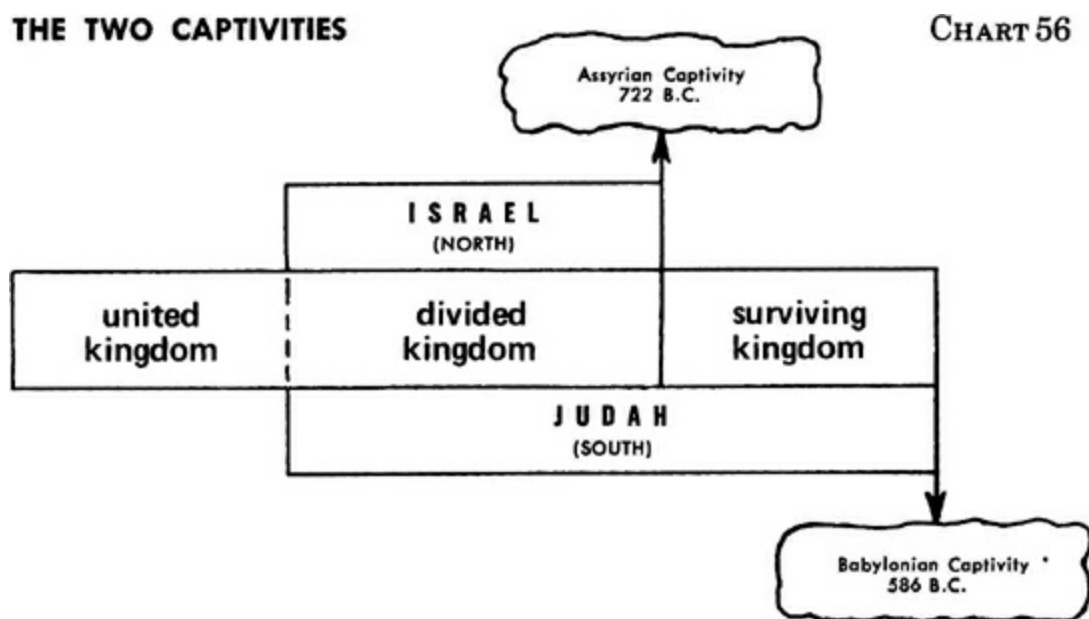 THE TWO CAPTIVITIES
CHART 56
Assyrian Captivity
722 B.C.
ISRAEL
(NORTH)
united
kingdom
divided
kingdom
surviving
kingdom
JUDAH
(SOUTH)
Babylonian Captivity
586 B.C.